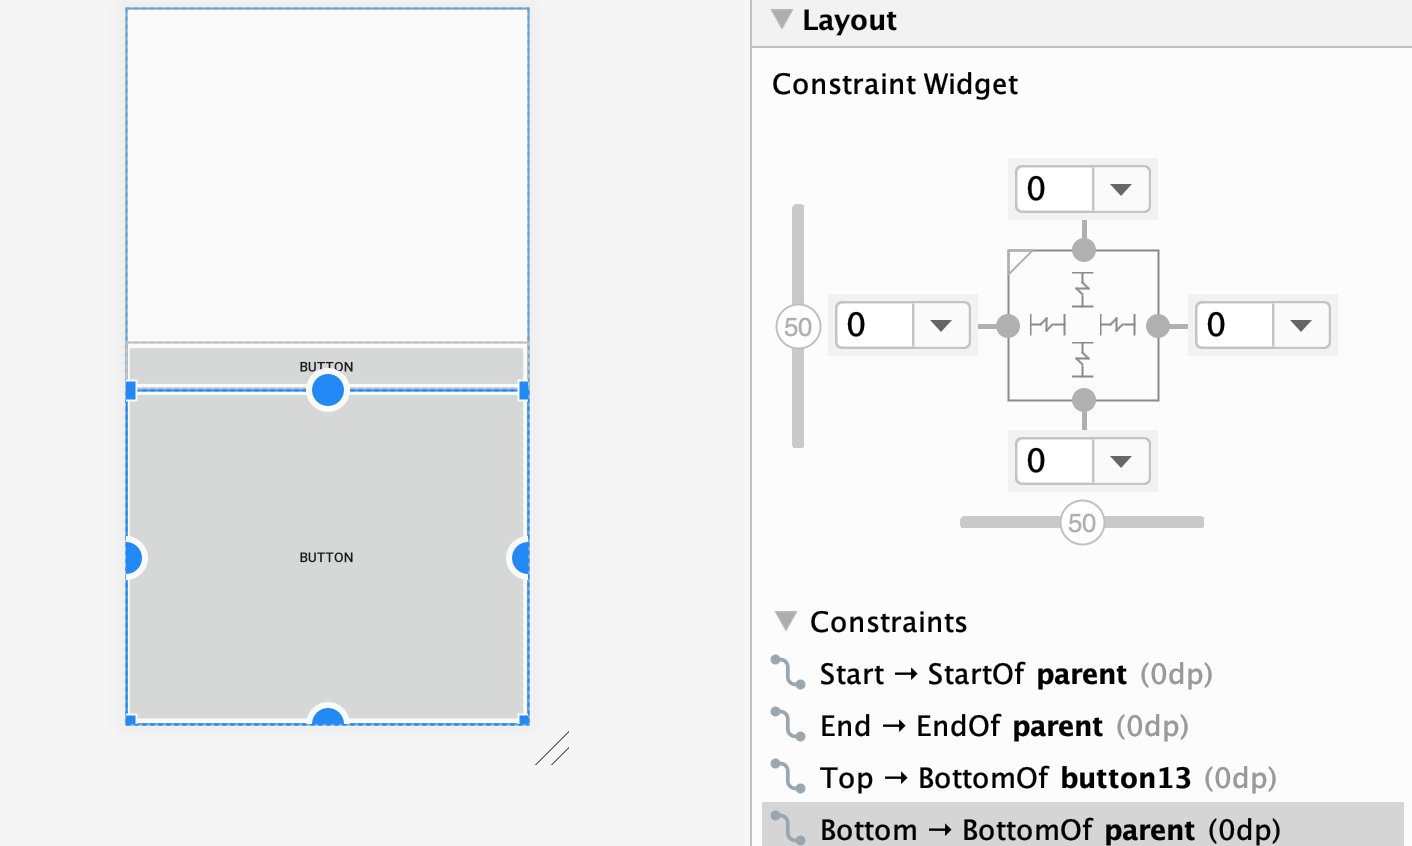 Layout
Constraint Widget
0
50
0
0
0
50
BUTTON
BUTTON
Constraints
Start → StartOf parent (0dp)
End → EndOf parent (0dp)
Top → BottomOf button13 (0dp)
Bottom → BottomOf parent (0dp)